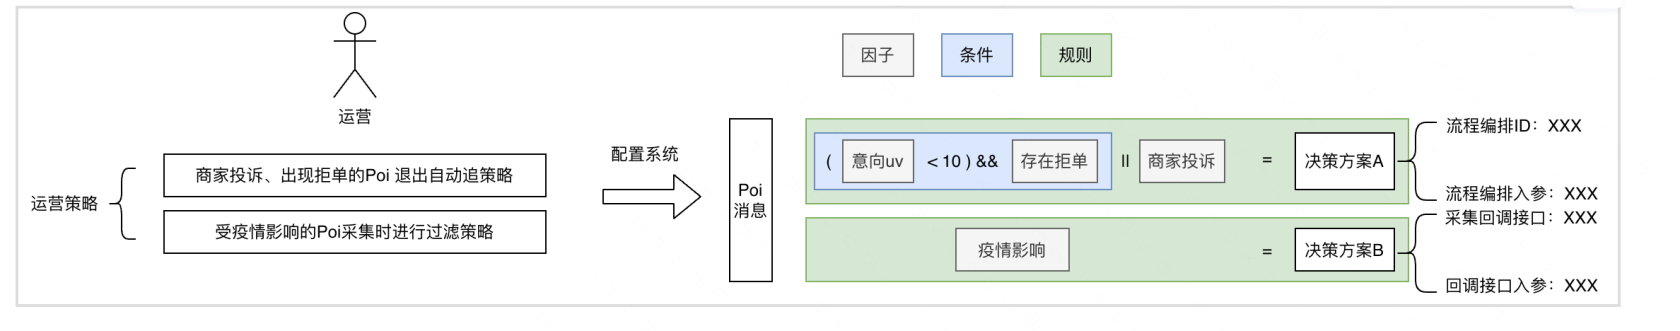 因子
条件
规则
运营
运营策略
商家投诉、出现拒单的Poi 退出自动追策略
受疫情影响的Poi采集时进行过滤策略
配置系统
Poi
消息
( 意向uv < 10 ) && 存在拒单 || 商家投诉 = 决策方案A
流程编排ID：XXX
流程编排入参：XXX
疫情影响 = 决策方案B
采集回调接口：XXX
回调接口入参：XXX